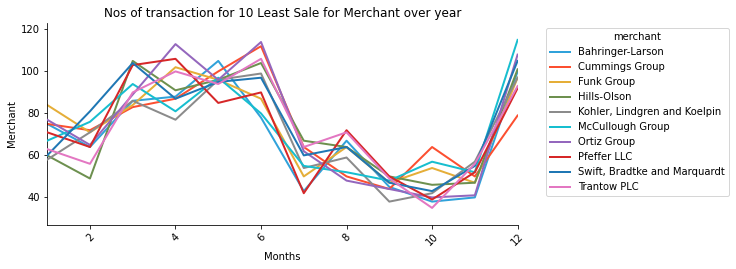 Nos of transaction for 10 Least Sale for Merchant over year
120
100
80
60
40
Merchant
2
4
6
8
10
12
Months
merchant
Bahringer-Larson
Cummings Group
Funk Group
Hills-Olson
Kohler, Lindgren and Koelpin
McCullough Group
Ortiz Group
Pfeffer LLC
Swift, Bradtke and Marquardt
Trantow PLC